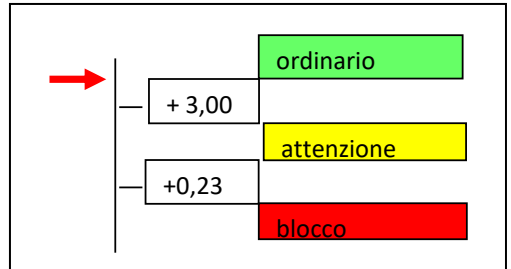 ordinario
+ 3,00
attenzione
+0,23
blocco